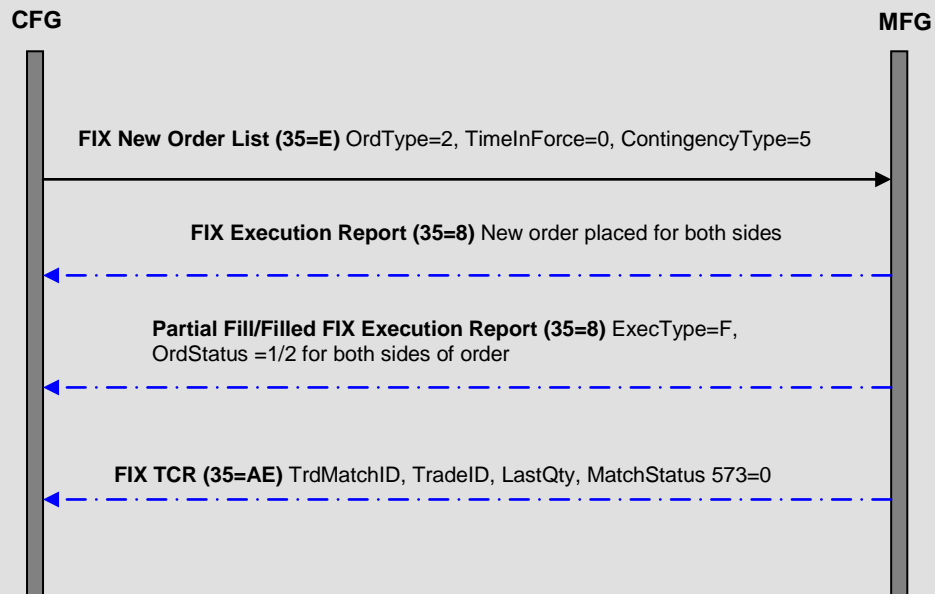 CFG
MFG
FIX New Order List (35=E) OrdType=2, TimeInForce=0, ContingencyType=5
FIX Execution Report (35=8) New order placed for both sides
Partial Fill/Filled FIX Execution Report (35=8) ExecType=F,
OrdStatus =1/2 for both sides of order
FIX TCR (35=AE) TrdMatchID, TradeID, LastQty, MatchStatus 573=0